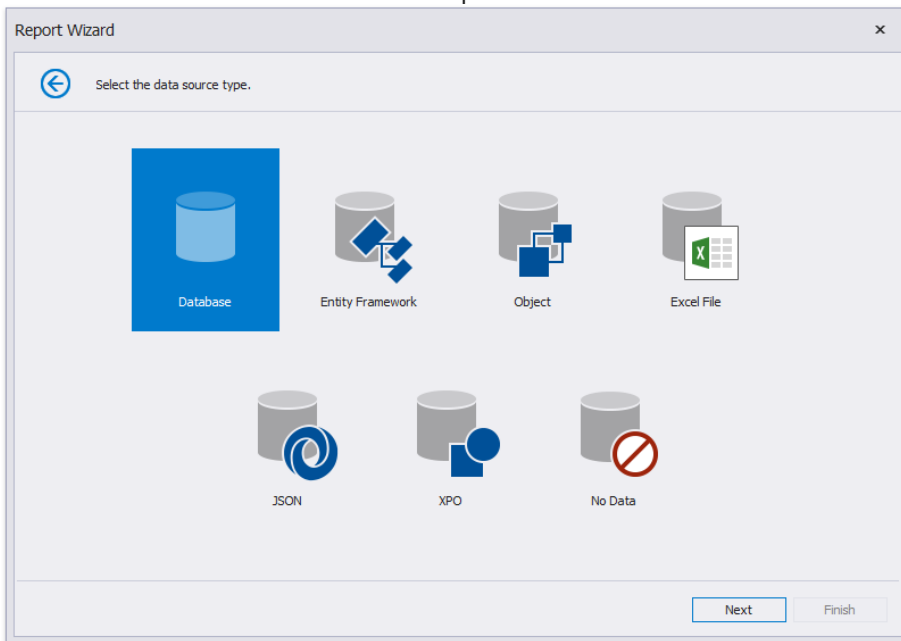 Report Wizard
Select the data source type.
Database
Entity Framework
Object
Excel File
X
JSON
XPO
No Data
Next
Finish